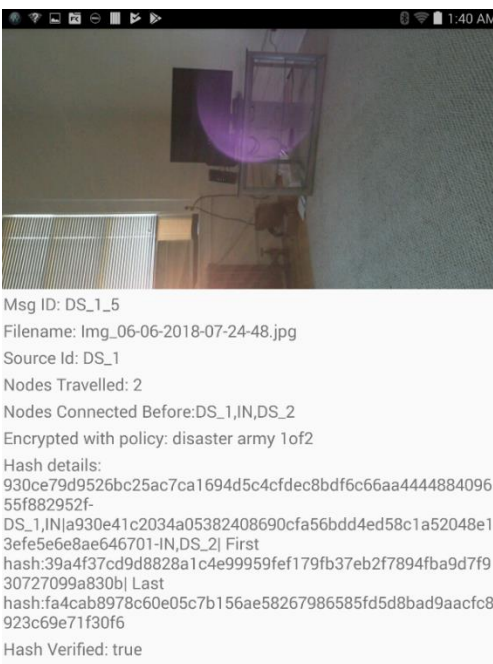 1:40 AM
Msg ID: DS_1_5
Filename: Img_06-06-2018-07-24-48.jpg
Source Id: DS_1
Nodes Travelled: 2
Nodes Connected Before:DS_1,IN,DS_2
Encrypted with policy: disaster army 1of2
Hash details:
930ce79d9526bc25ac7ca1694d5c4cfdec8bdf6c66aa4444884096
55f882952f-
DS_1,IN|a930e41c2034a05382408690cfa56bdd4ed58c1a52048e1
3efe5e6e8ae646701-IN,DS_2| First
hash:39a4f37cd9d8828a1c4e99959fef179fb37eb2f7894fba9d7f9
30727099a830b| Last
hash:fa4cab8978c60e05c7b156ae58267986585fd5d8bad9aacfc8
923c69e71f30f6
Hash Verified: true